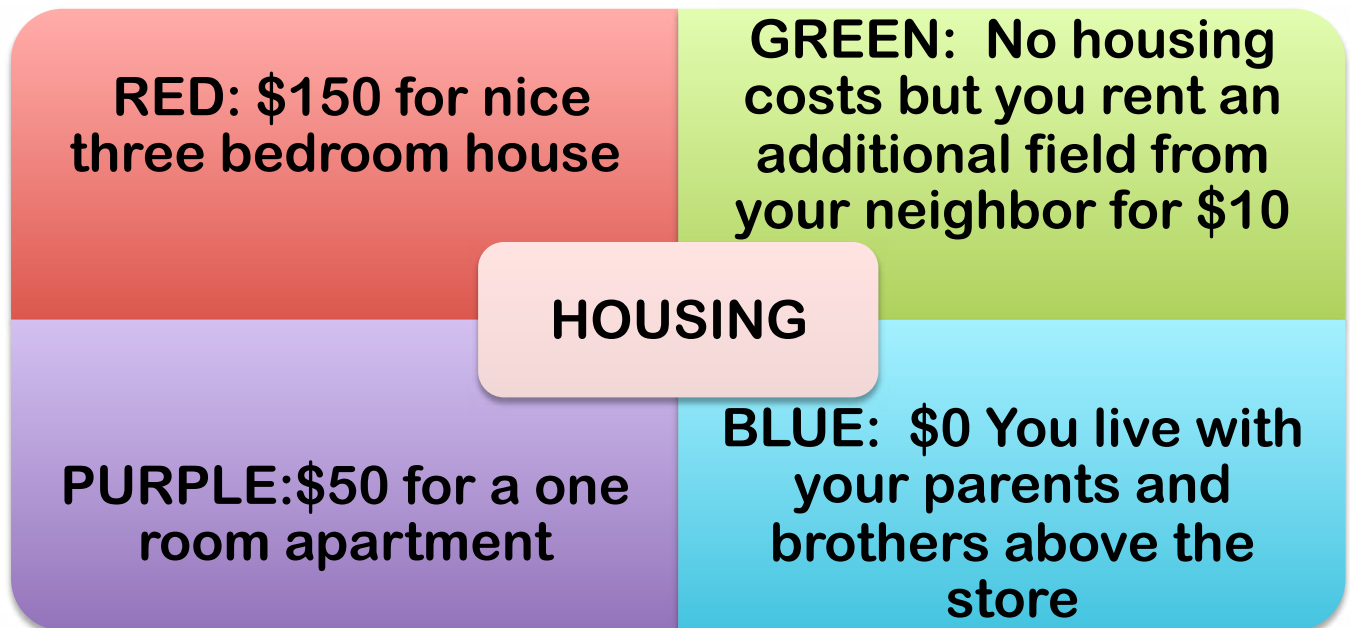 RED: $150 for nice
three bedroom house
GREEN:  No housing
costs but you rent an
additional field from
your neighbor for $10
HOUSING
PURPLE:$50 for a one
room apartment
BLUE:  $0 You live with
your parents and
brothers above the
store